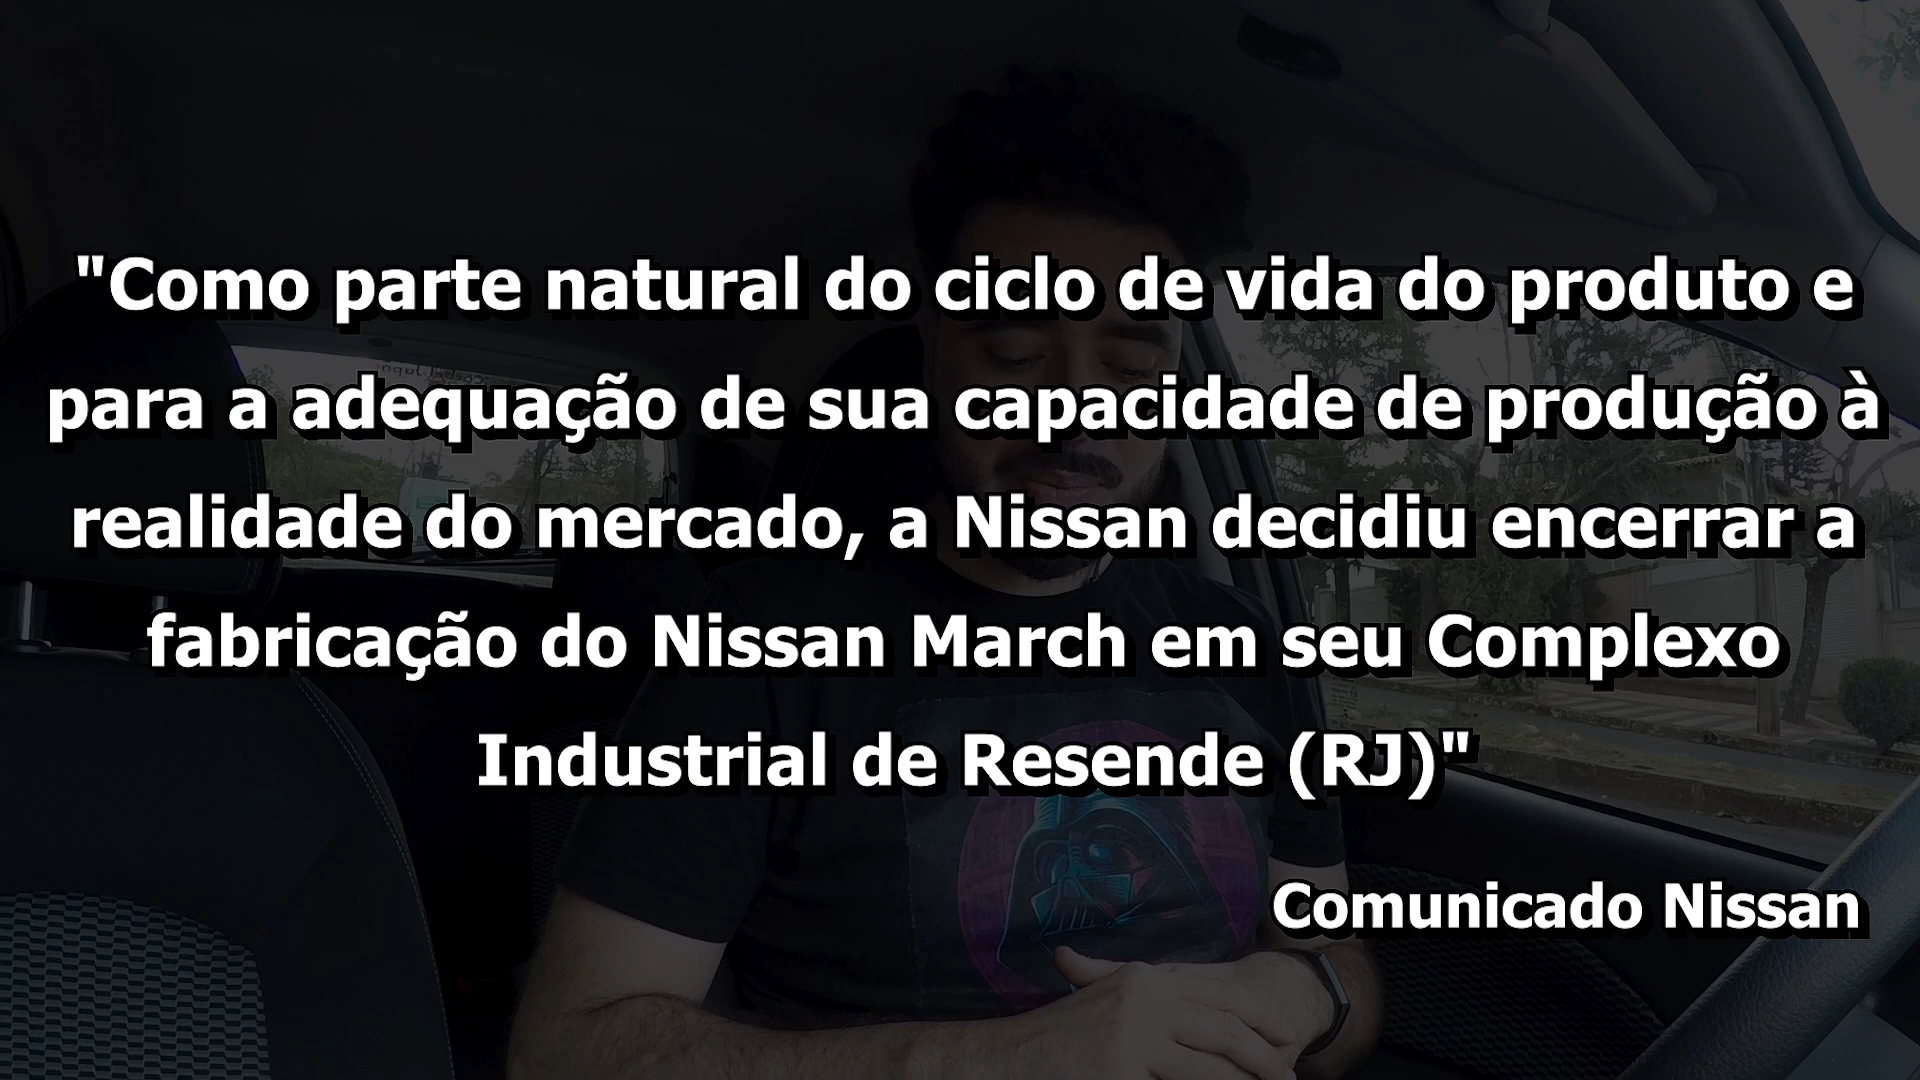 "Como parte natural do ciclo de vida do produto e
para a adequação de sua capacidade de produção à
realidade do mercado, a Nissan decidiu encerrar a
fabricação do Nissan March em seu Complexo
Industrial de Resende (RJ)"
Comunicado Nissan